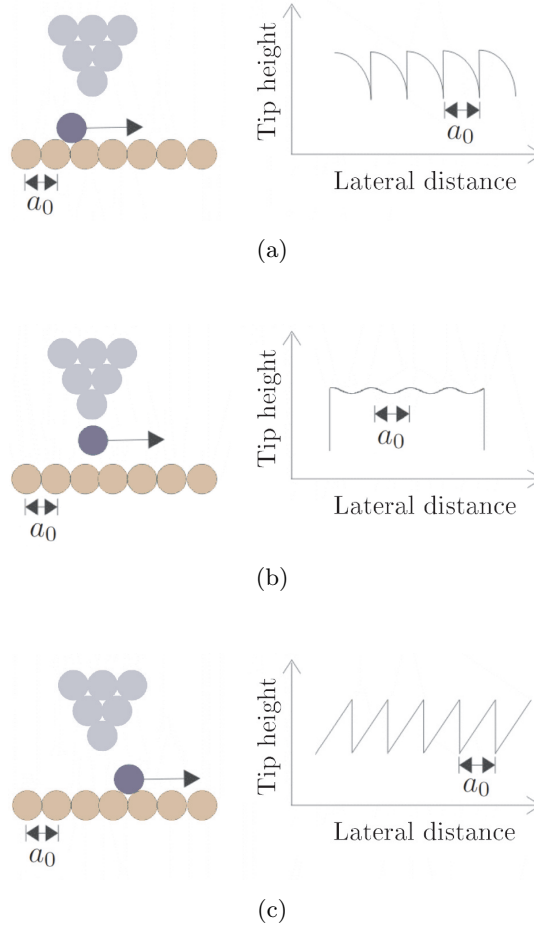 Tip height
a₀
Lateral distance
a₀
(a)
Tip height
a₀
Lateral distance
a₀
(b)
Tip height
a₀
Lateral distance
a₀
(c)